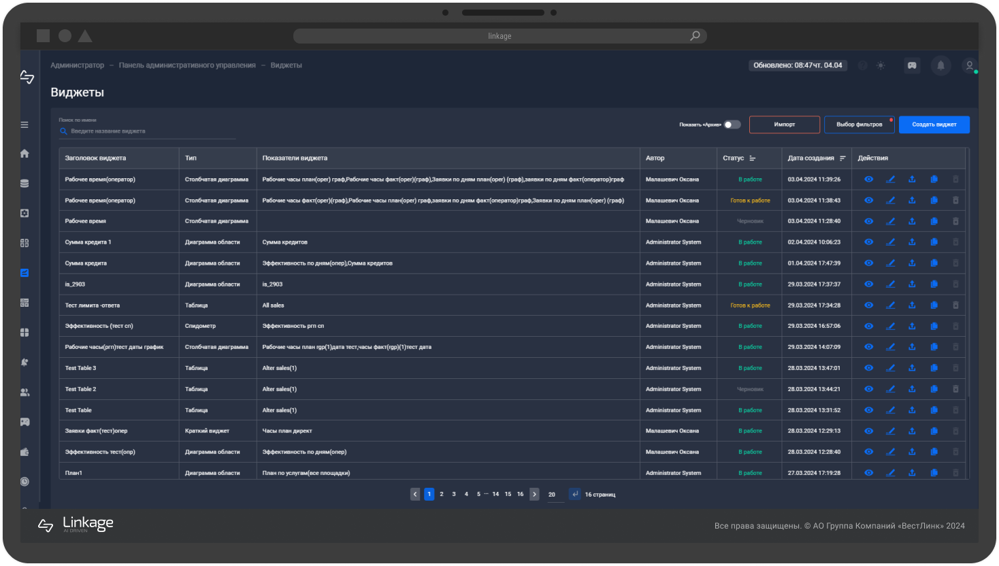 linkage
Администратор – Панель административного управления – Виджеты
Обновлено: 08:47 чт. 04.04
Виджеты
Поиск по имени
Введите название виджета
Показать «Архив»
Импорт
Выбор фильтров
Создать виджет
Заголовок виджета Тип Показатели виджета Автор Статус Дата создания Действия
Рабочее время(оператор) Столбчатая диаграмма Рабочие часы план(oper) граф,Рабочие часы факт(oper)(граф),Заявки по дням план(oper) (граф),заявки по дням факт(оператор)граф Малашевич Оксана В работе 03.04.2024 11:39:26
Рабочее время(оператор) Столбчатая диаграмма Рабочие часы факт(oper)(граф),Рабочие часы план(oper) граф,заявки по дням факт(оператор)граф,Заявки по дням план(oper) (граф) Малашевич Оксана Готов к работе 03.04.2024 11:38:43
Рабочее время Столбчатая диаграмма Малашевич Оксана Черновик 03.04.2024 11:28:40
Сумма кредита 1 Диаграмма области Сумма кредитов Administrator System В работе 02.04.2024 10:06:23
Сумма кредита Диаграмма области Эффективность по дням(опер),Сумма кредитов Administrator System В работе 01.04.2024 17:47:39
is_2903 Диаграмма области is_2903 Administrator System В работе 29.03.2024 17:37:37
Тест лимита -ответа Таблица All sales Administrator System Готов к работе 29.03.2024 17:34:28
Эффективность (тест сп) Спидометр Эффективность ргп сп Administrator System В работе 29.03.2024 16:57:06
Рабочие часы(ргп)тест даты график Столбчатая диаграмма Рабочие часы план rgp(1)дата тест,часы факт(rgp)(1)тест дата Administrator System В работе 29.03.2024 14:07:09
Test Table 3 Таблица Alter sales(1) Administrator System В работе 28.03.2024 13:47:01
Test Table 2 Таблица Alter sales(1) Administrator System Черновик 28.03.2024 13:44:21
Test Table Таблица Alter sales(1) Administrator System В работе 28.03.2024 13:31:52
Заявки факт(тест)опер Краткий виджет Часы план директ Малашевич Оксана В работе 28.03.2024 12:29:13
Эффективность тест(опр) Диаграмма области Эффективность по дням(опер) Малашевич Оксана В работе 28.03.2024 12:28:40
План1 Диаграмма области План по услугам(все площадки) Administrator System В работе 27.03.2024 17:19:28
1 2 3 4 5 ... 14 15 16 20 16 страниц
Linkage
AI DRIVEN
Все права защищены. © АО Группа Компаний «ВестЛинк» 2024